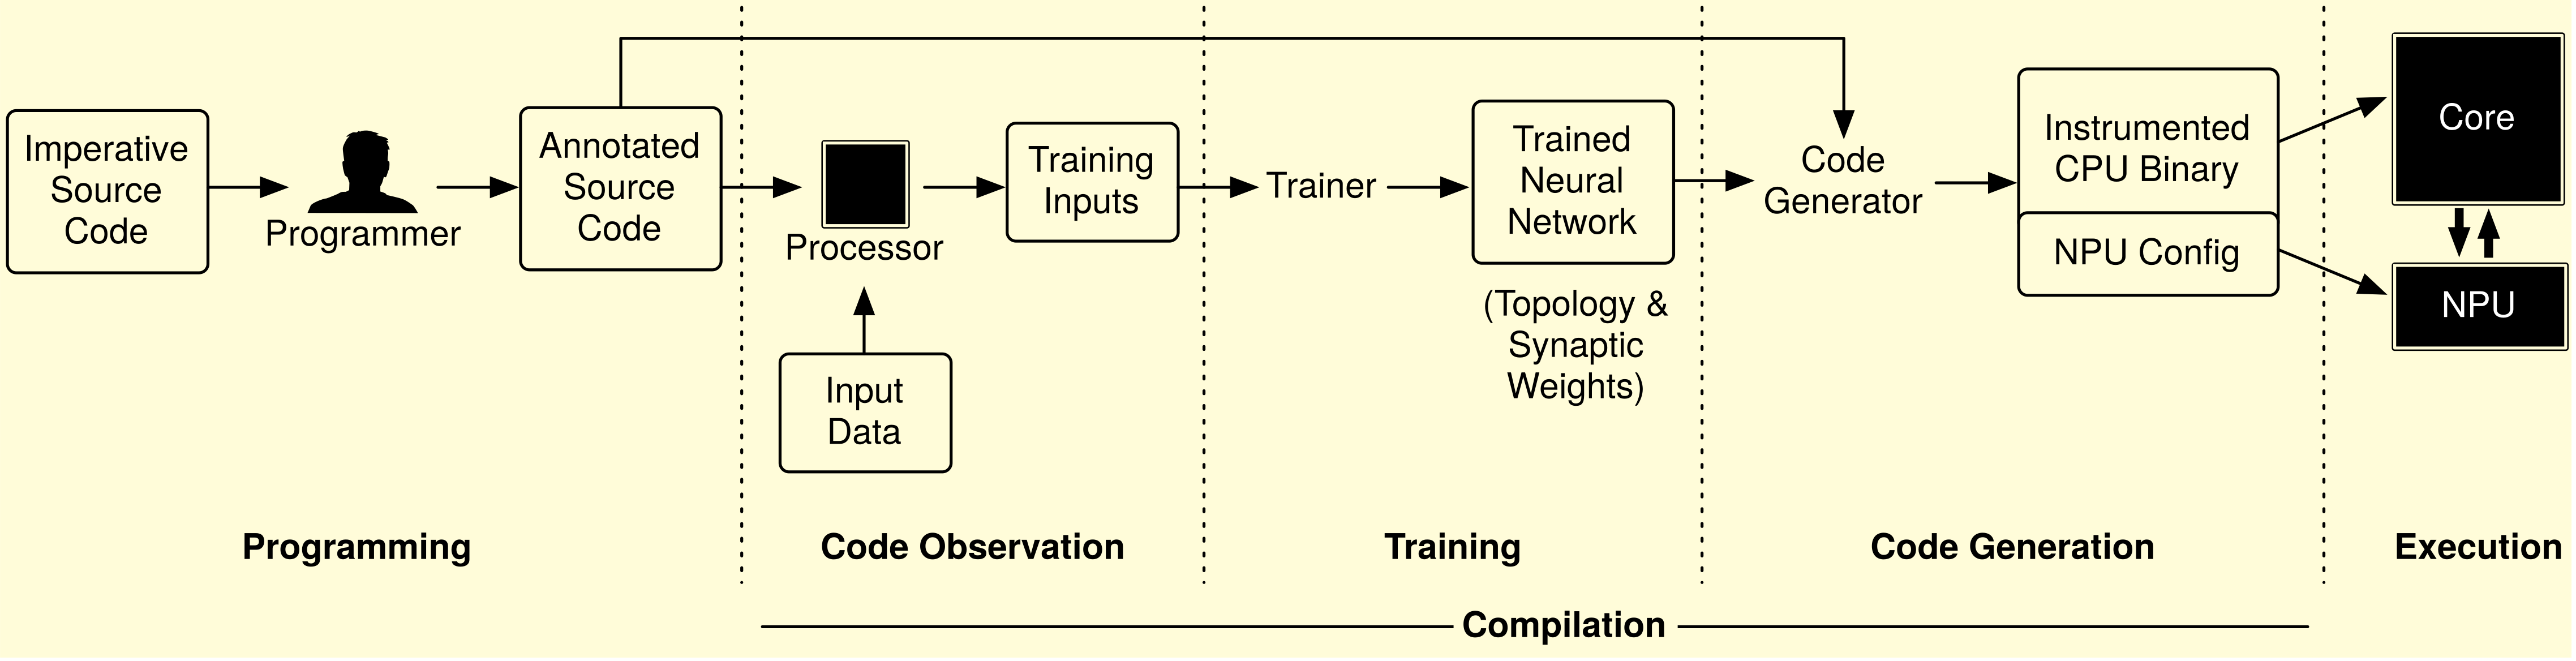 Imperative
Source
Code
Programmer
Annotated
Source
Code
Processor
Input
Data
Training
Inputs
Trainer
Trained
Neural
Network
(Topology &
Synaptic
Weights)
Code
Generator
Instrumented
CPU Binary
NPU Config
Core
NPU
Programming
Code Observation
Training
Code Generation
Execution
Compilation